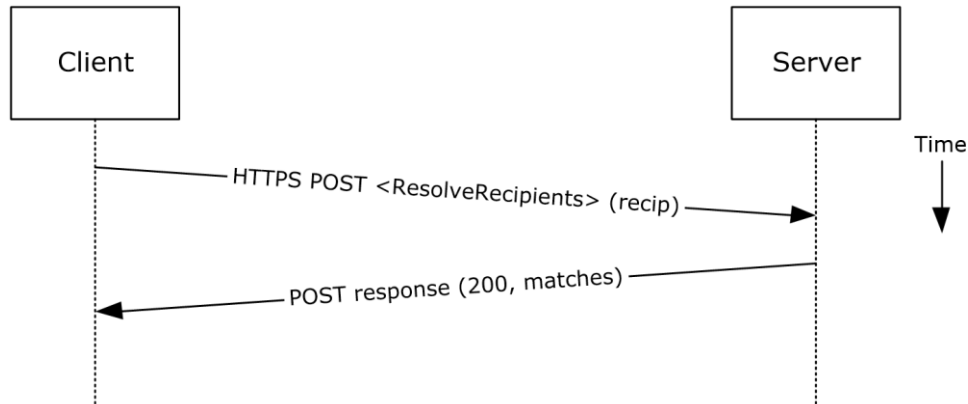 Client
Server
Time
HTTPS POST <ResolveRecipients> (recip)
POST response (200, matches)